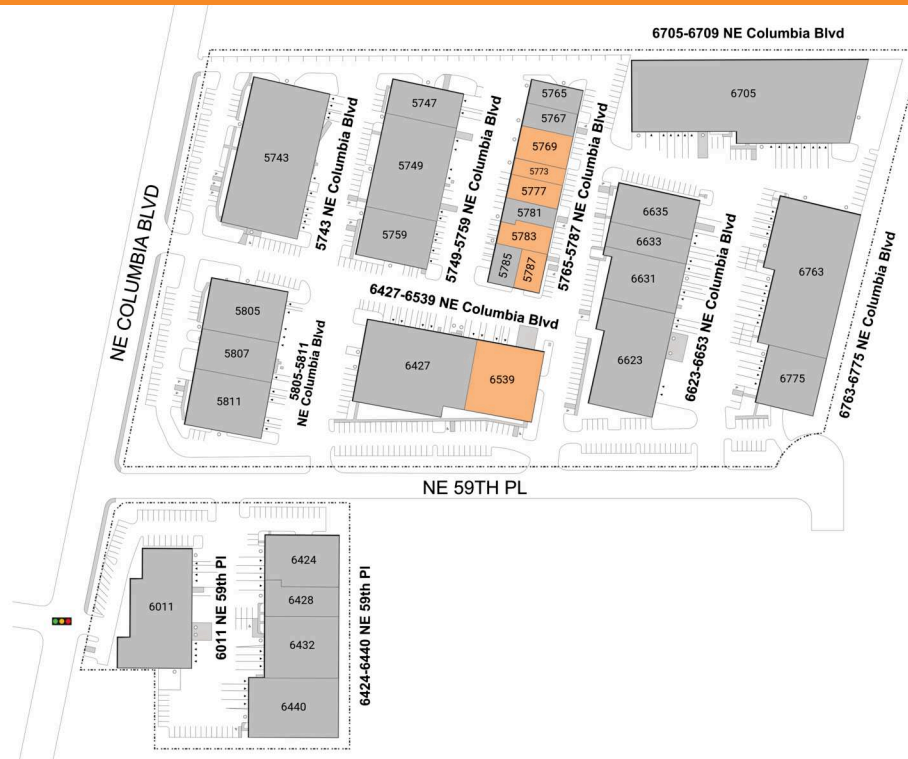 6705-6709 NE Columbia Blvd
6705
5743
5743 NE Columbia Blvd
5747
5749
5759
5749-5759 NE Columbia Blvd
5765
5767
5769
5773
5777
5781
5783
5785
5787
5765-5787 NE Columbia Blvd
6635
6633
6631
6623
6623-6653 NE Columbia Blvd
6763
6775
6763-6775 NE Columbia Blvd
NE COLUMBIA BLVD
5805
5807
5811
5805-5811
NE Columbia Blvd
6427-6539 NE Columbia Blvd
6427
6539
NE 59TH PL
6011
6011 NE 59th Pl
6424
6428
6432
6440
6424-6440 NE 59th Pl